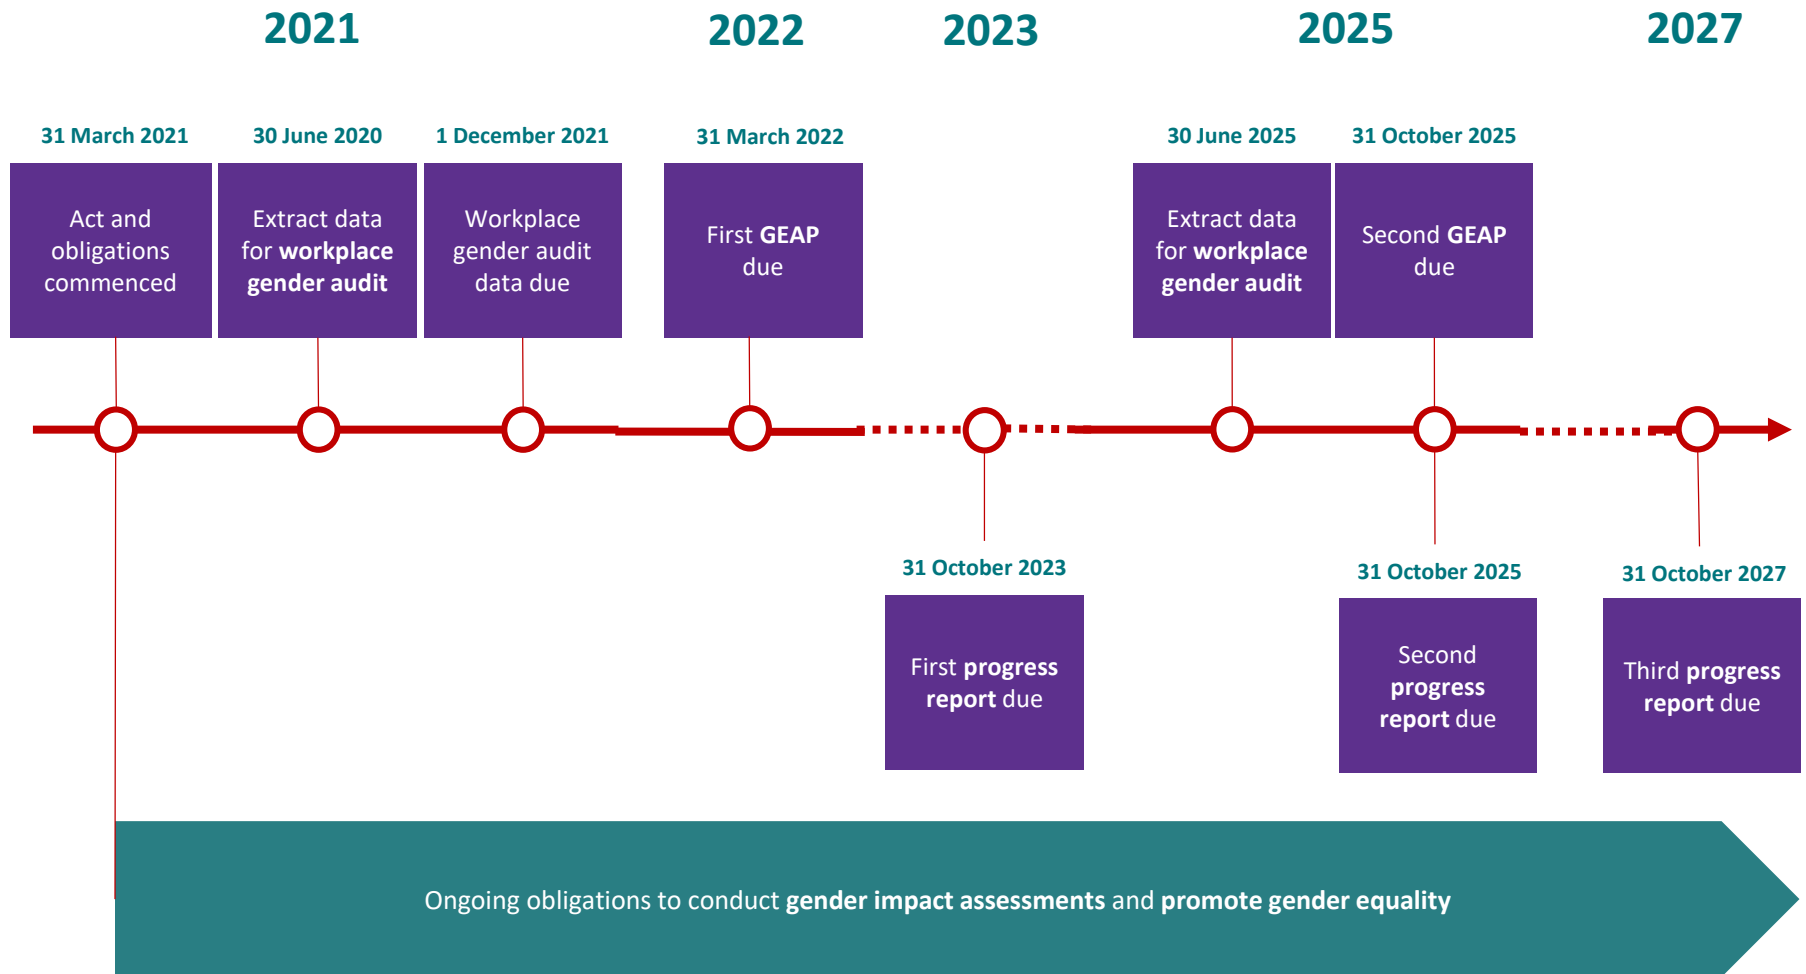 2021
2022
2023
2025
2027
31 March 2021
30 June 2020
1 December 2021
31 March 2022
30 June 2025
31 October 2025
Act and
obligations
commenced
Extract data
for workplace
gender audit
Workplace
gender audit
data due
First GEAP
due
Extract data
for workplace
gender audit
Second GEAP
due
31 October 2023
31 October 2025
31 October 2027
First progress
report due
Second
progress
report due
Third progress
report due
Ongoing obligations to conduct gender impact assessments and promote gender equality